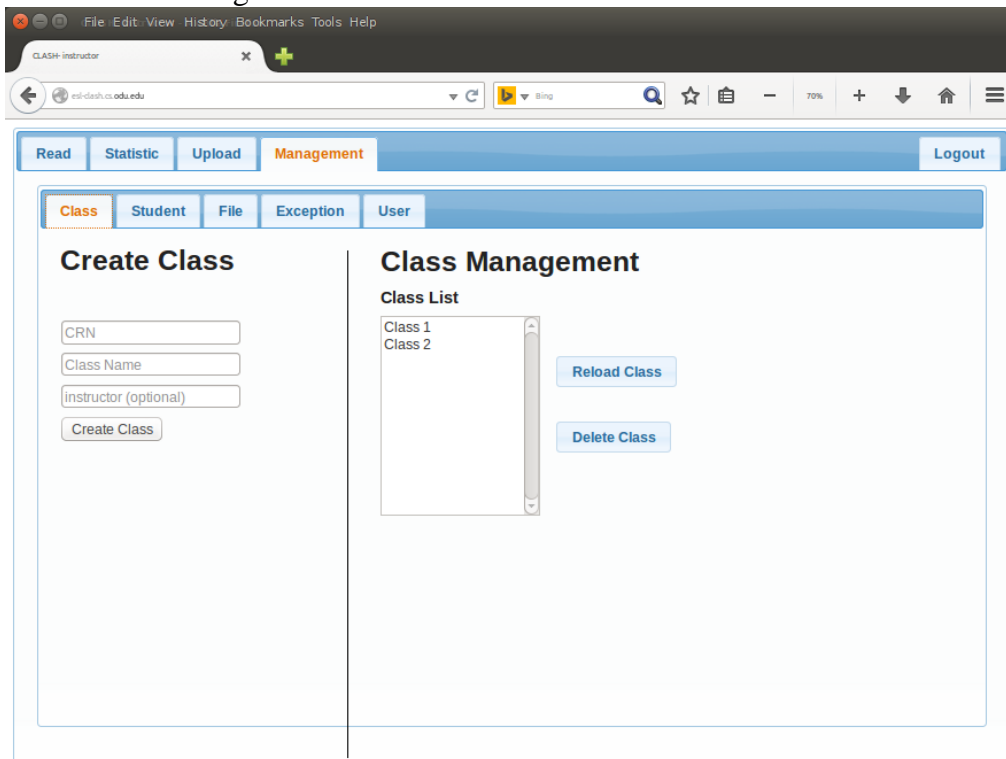 File Edit View History Bookmarks Tools Help
CLASH- instructor
esl-clash.cs.odu.edu
Bing
70%
Read Statistic Upload Management Logout
Class Student File Exception User
Create Class
CRN
Class Name
instructor (optional)
Create Class
Class Management
Class List
Class 1
Class 2
Reload Class
Delete Class